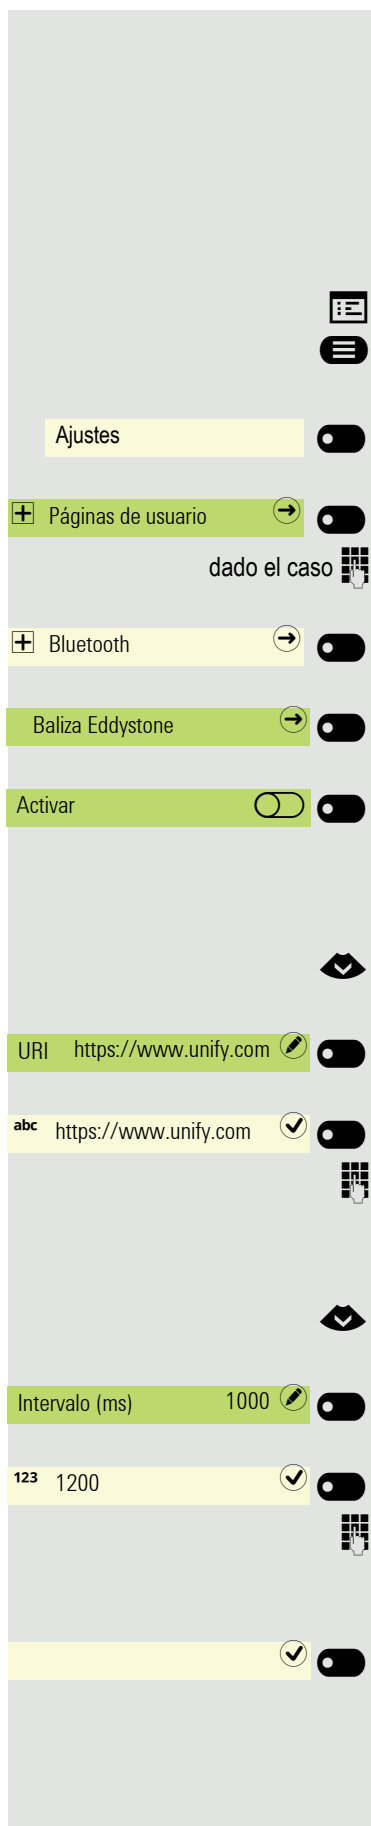 Ajustes
Páginas de usuario
dado el caso
Bluetooth
Baliza Eddystone
Activar
URI https://www.unify.com
abc https://www.unify.com
Intervalo (ms) 1000
123 1200